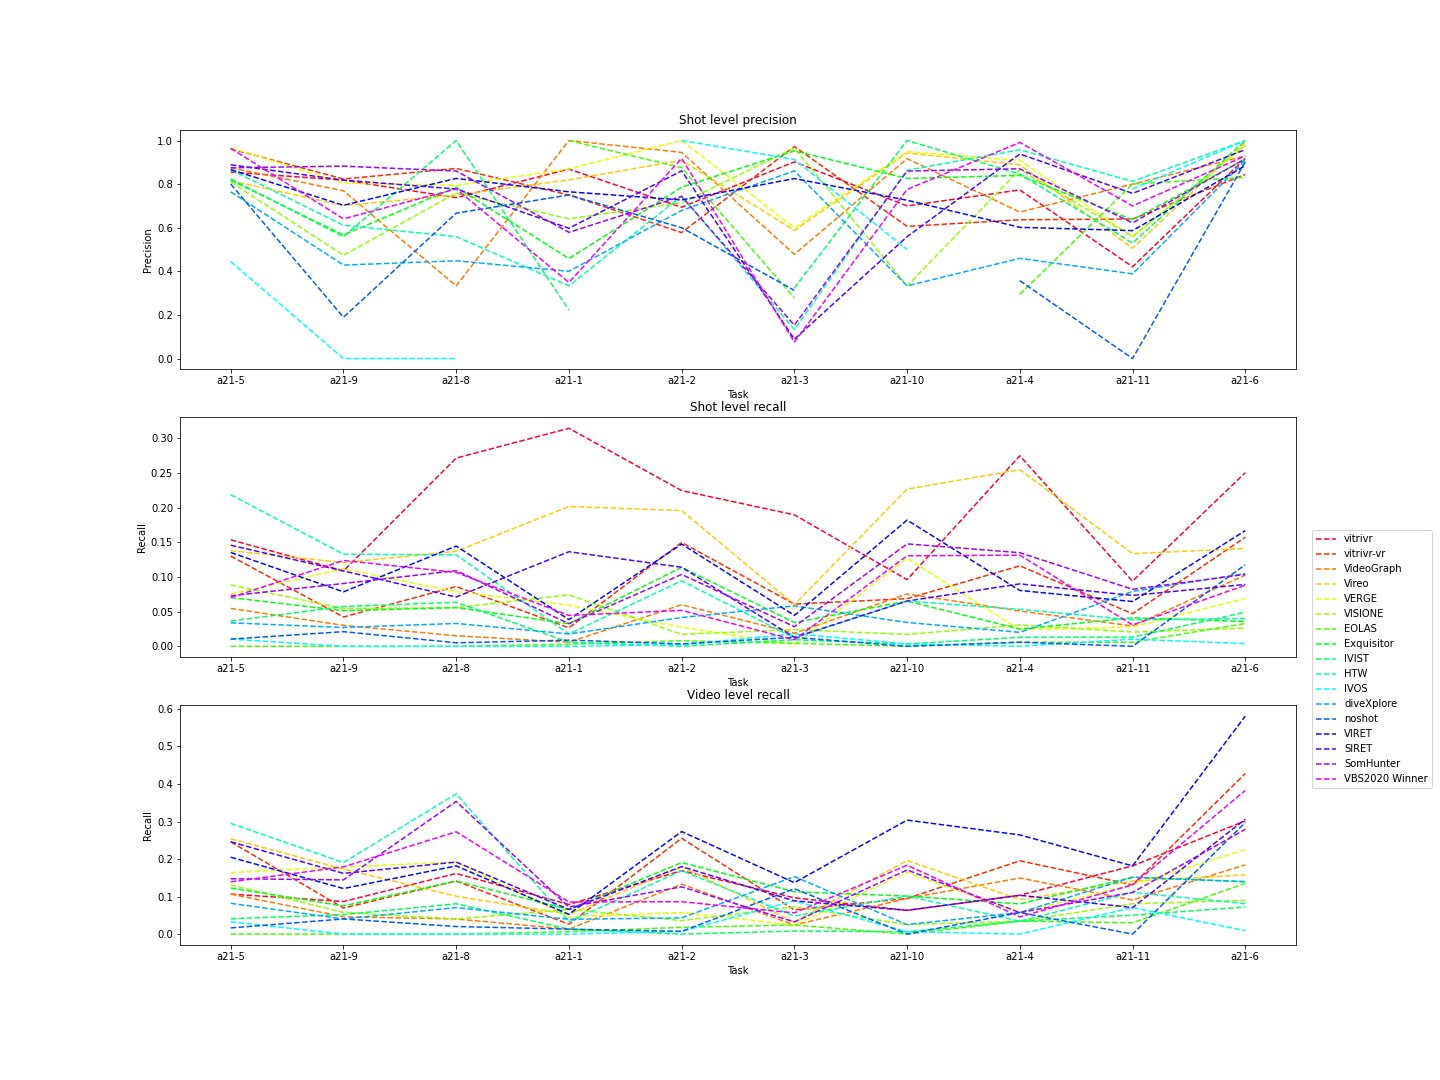 Shot level precision
1.0
0.8
0.6
0.4
0.2
0.0
Precision
a21-5 a21-9 a21-8 a21-1 a21-2 a21-3 a21-10 a21-4 a21-11 a21-6
Task
Shot level recall
0.30
0.25
0.20
0.15
0.10
0.05
0.00
Recall
a21-5 a21-9 a21-8 a21-1 a21-2 a21-3 a21-10 a21-4 a21-11 a21-6
Task
Video level recall
0.6
0.5
0.4
0.3
0.2
0.1
0.0
Recall
a21-5 a21-9 a21-8 a21-1 a21-2 a21-3 a21-10 a21-4 a21-11 a21-6
Task
vitrivr
vitrivr-vr
VideoGraph
Vireo
VERGE
VISIONE
EOLAS
Exquisitor
IVIST
HTW
IVOS
diveXplore
noshot
VIRET
SIRET
SomHunter
VBS2020 Winner